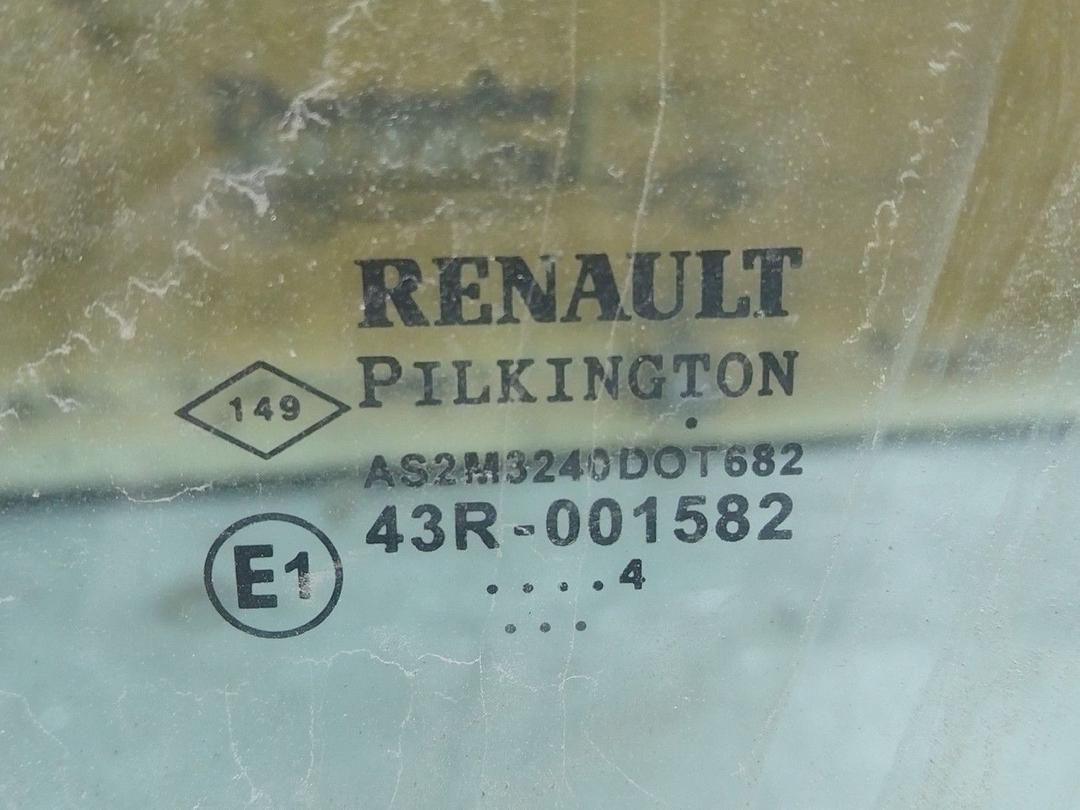 RENAULT
PILKINGTON
149
AS2M3240DOT682
43R-001582
E1
. . . . 4
. . .